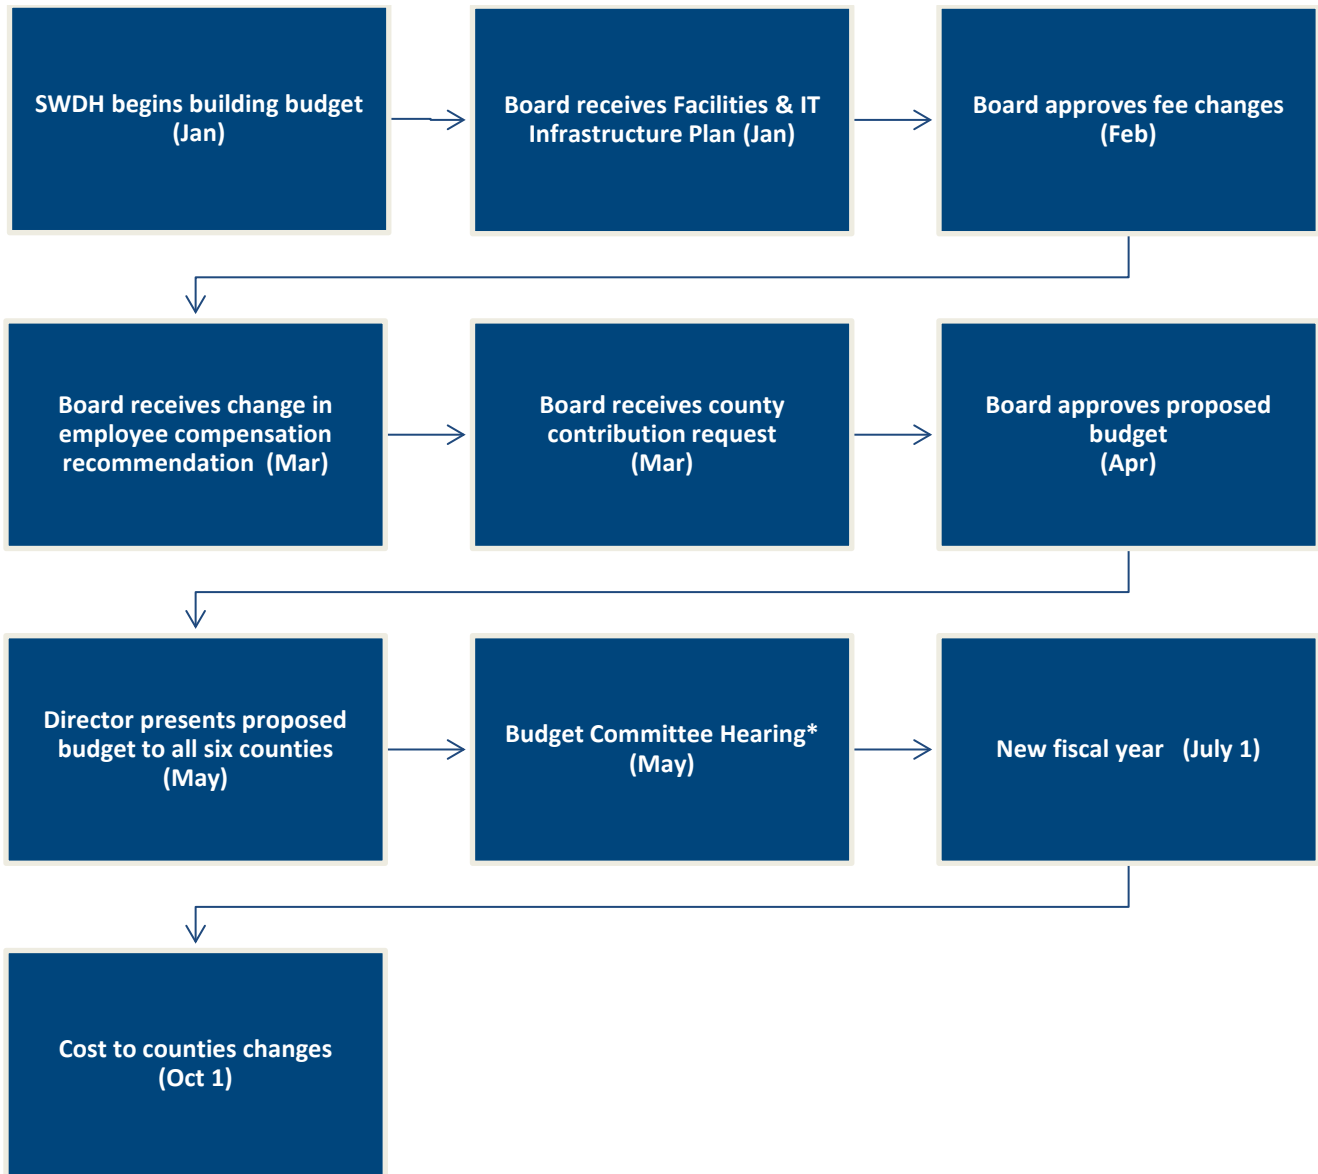 SWDH begins building budget
(Jan)
Board receives Facilities & IT
Infrastructure Plan (Jan)
Board approves fee changes
(Feb)
Board receives change in
employee compensation
recommendation (Mar)
Board receives county
contribution request
(Mar)
Board approves proposed
budget
(Apr)
Director presents proposed
budget to all six counties
(May)
Budget Committee Hearing*
(May)
New fiscal year (July 1)
Cost to counties changes
(Oct 1)